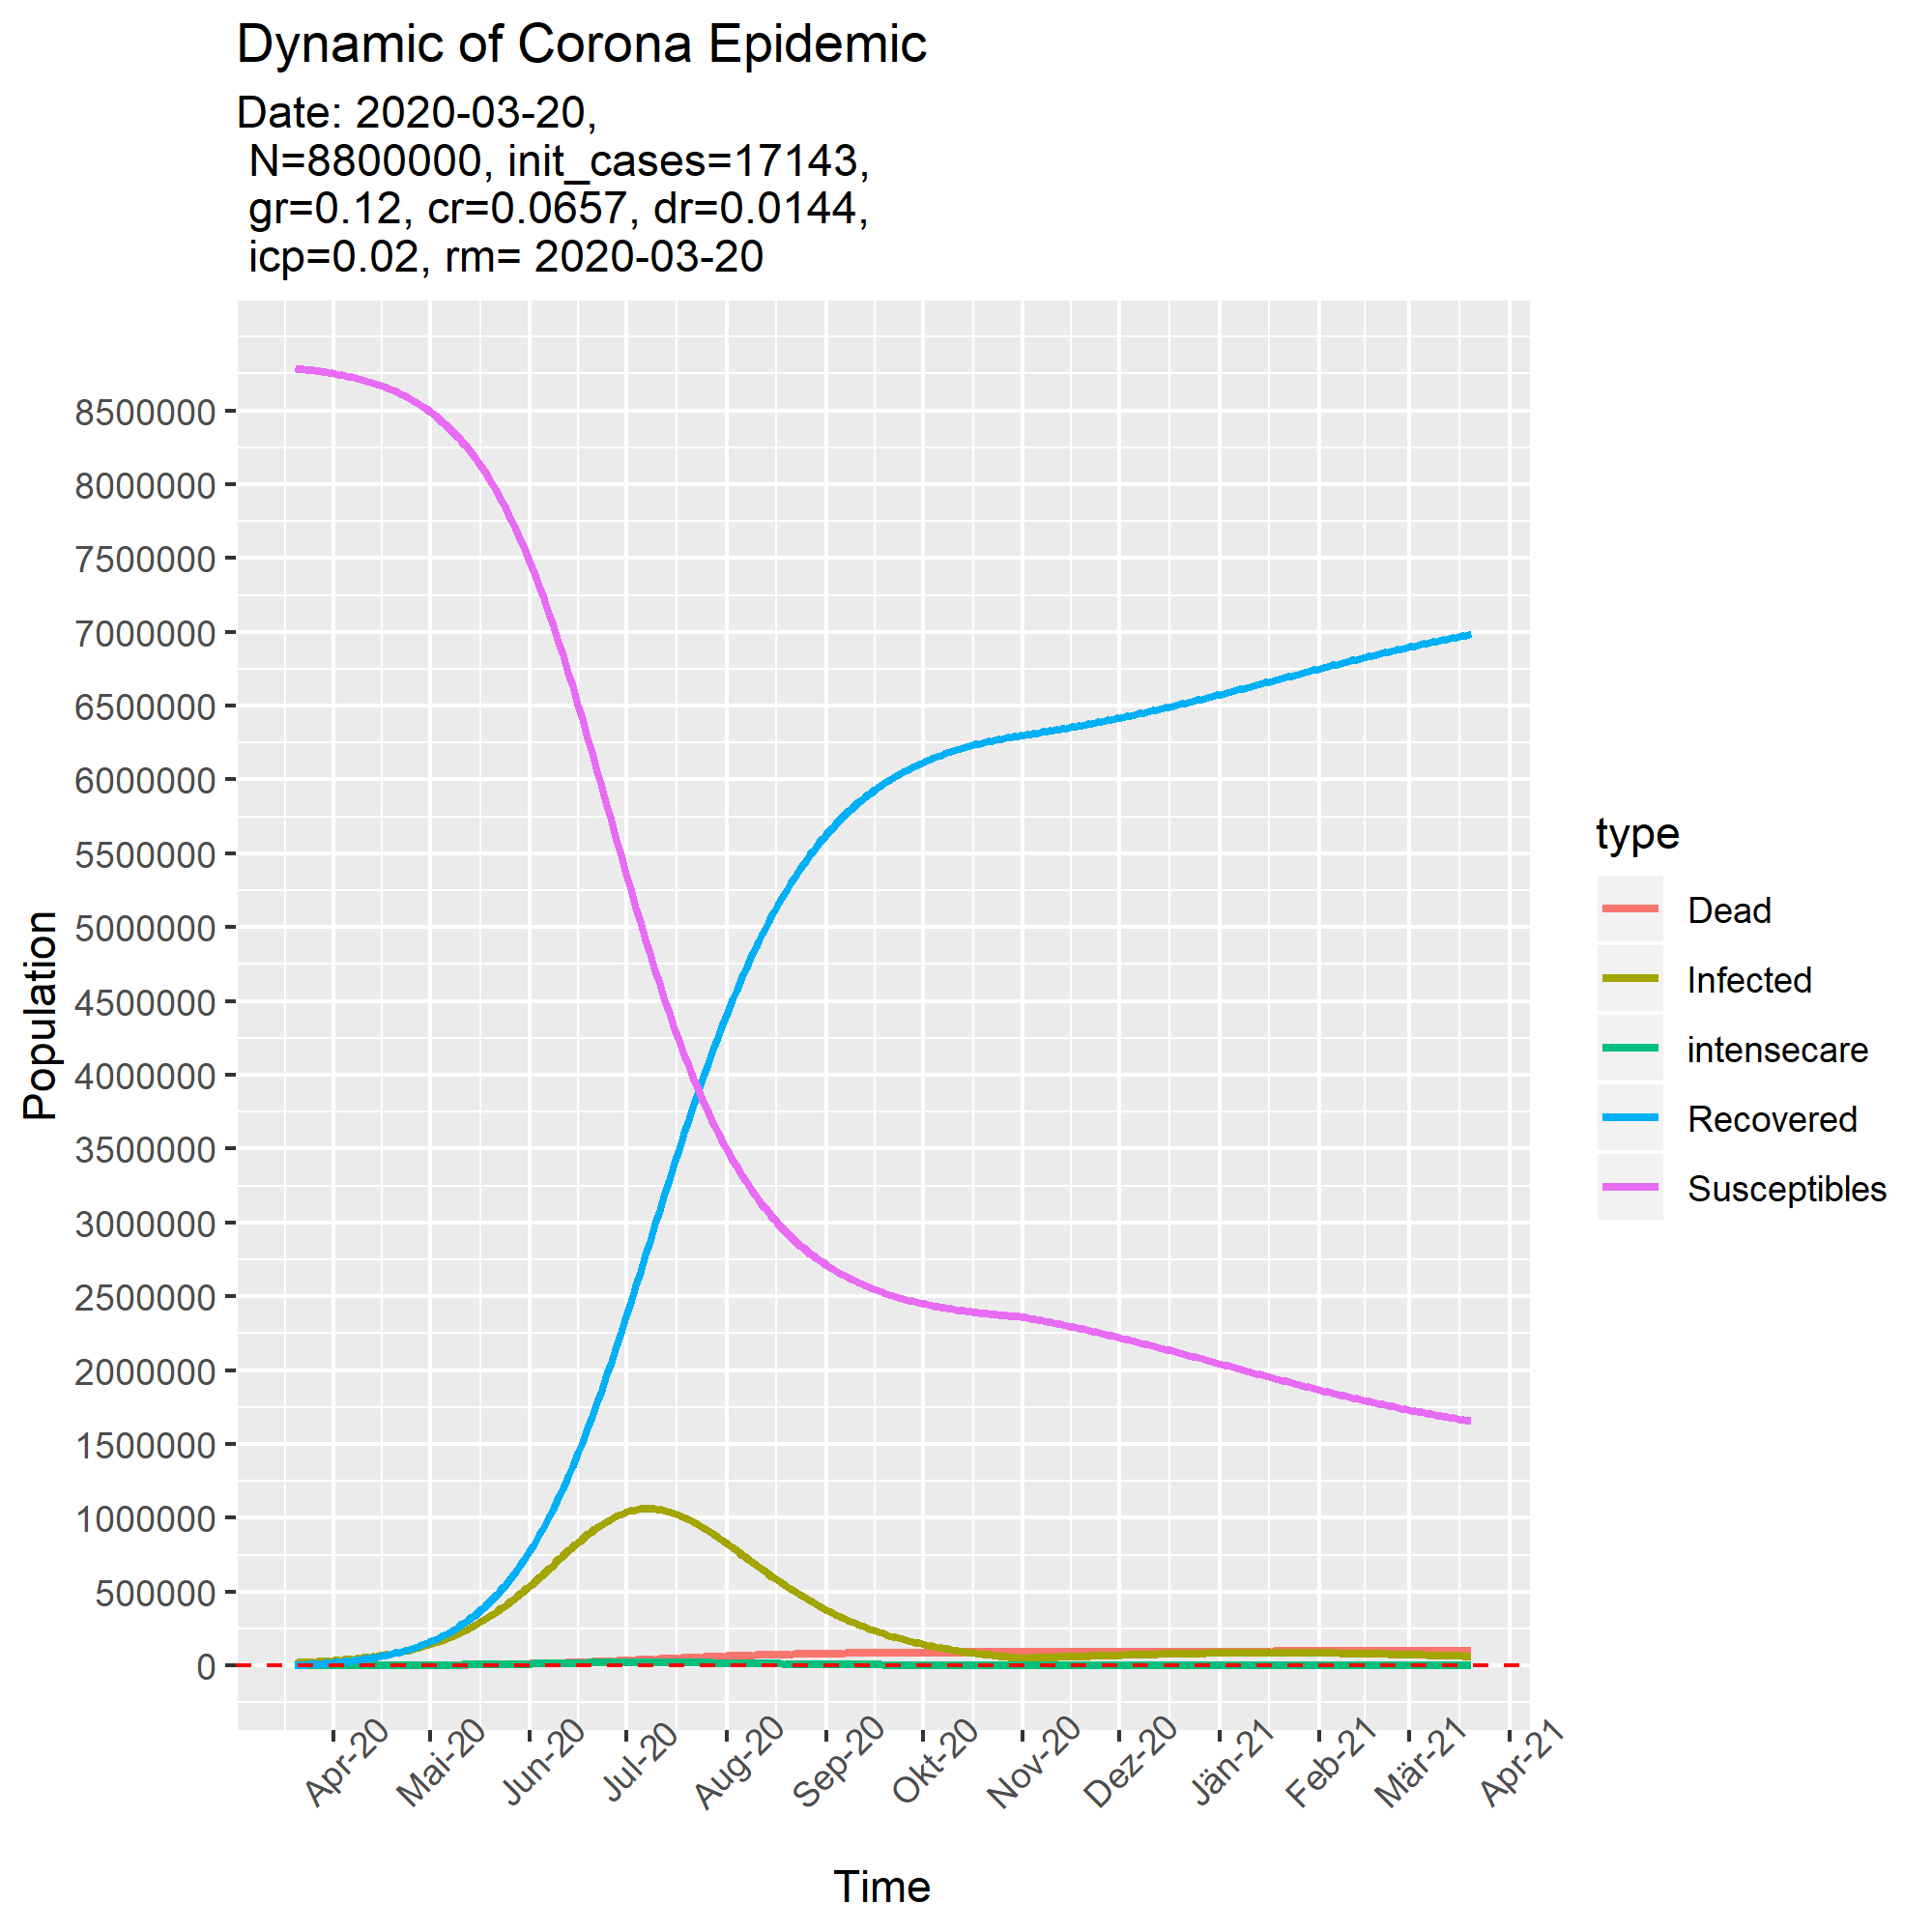 Dynamic of Corona Epidemic
Date: 2020-03-20,
N=8800000, init_cases=17143,
gr=0.12, cr=0.0657, dr=0.0144,
icp=0.02, rm= 2020-03-20
8500000
8000000
7500000
7000000
6500000
6000000
5500000
5000000
4500000
4000000
3500000
3000000
2500000
2000000
1500000
1000000
500000
0
Population
Apr-20
Mai-20
Jun-20
Jul-20
Aug-20
Sep-20
Okt-20
Nov-20
Dez-20
Jän-21
Feb-21
Mär-21
Apr-21
Time
type
Dead
Infected
intensecare
Recovered
Susceptibles